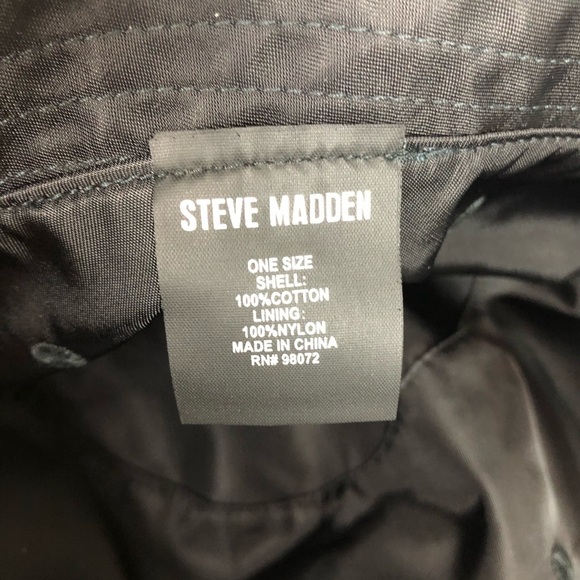 STEVE MADDEN
ONE SIZE
SHELL:
100%COTTON
LINING:
100%NYLON
MADE IN CHINA
RN# 98072